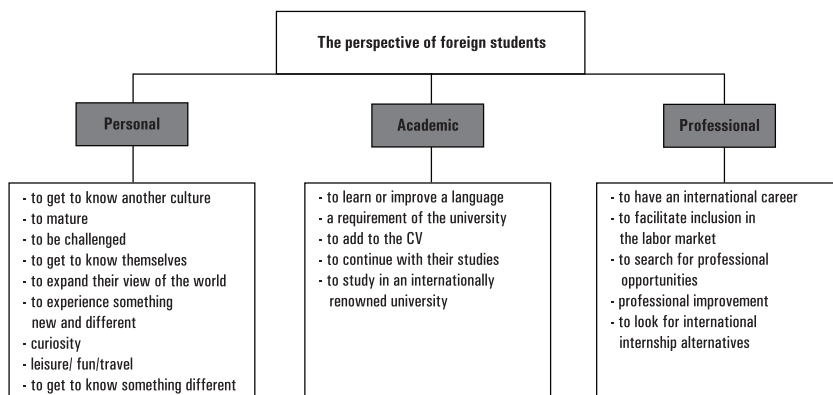 The perspective of foreign students
Personal
- to get to know another culture
- to mature
- to be challenged
- to get to know themselves
- to expand their view of the world
- to experience something
new and different
- curiosity
- leisure/ fun/travel
- to get to know something different
Academic
- to learn or improve a language
- a requirement of the university
- to add to the CV
- to continue with their studies
- to study in an internationally
renowned university
Professional
- to have an international career
- to facilitate inclusion in
the labor market
- to search for professional
opportunities
- professional improvement
- to look for international
internship alternatives